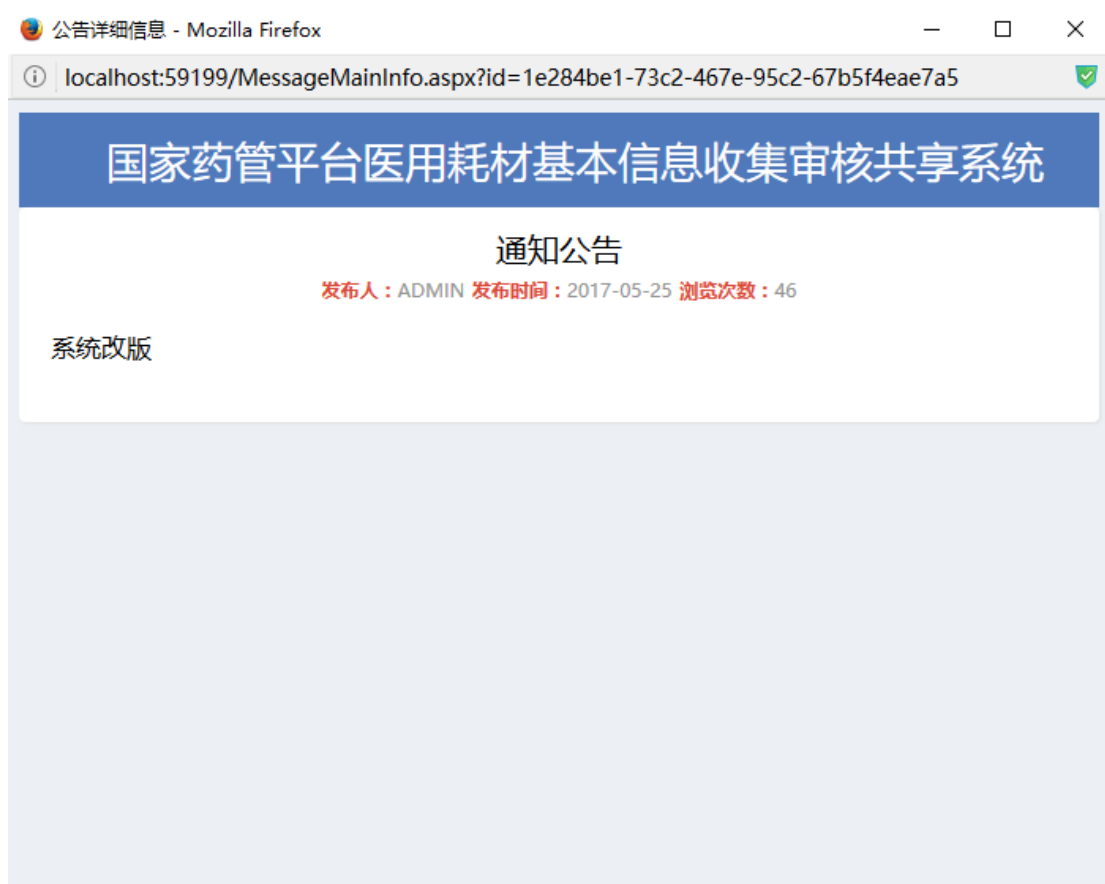 公告详细信息 - Mozilla Firefox
localhost:59199/MessageMainInfo.aspx?id=1e284be1-73c2-467e-95c2-67b5f4eae7a5
国家药管平台医用耗材基本信息收集审核共享系统
通知公告
发布人：ADMIN 发布时间：2017-05-25 浏览次数：46
系统改版